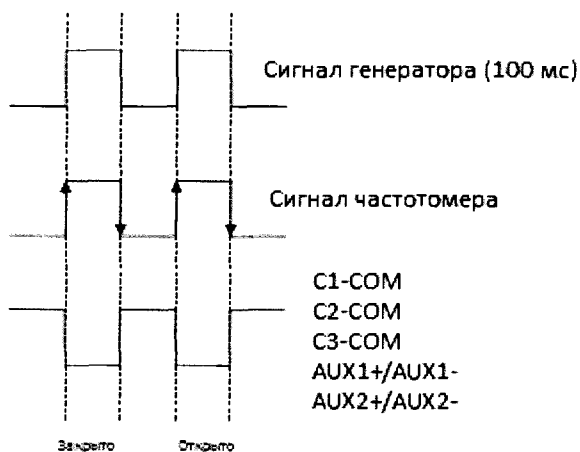 Сигнал генератора (100 мс)
Сигнал частотомера
C1-COM
C2-COM
C3-COM
AUX1+/AUX1-
AUX2+/AUX2-
Закрыто Открыто